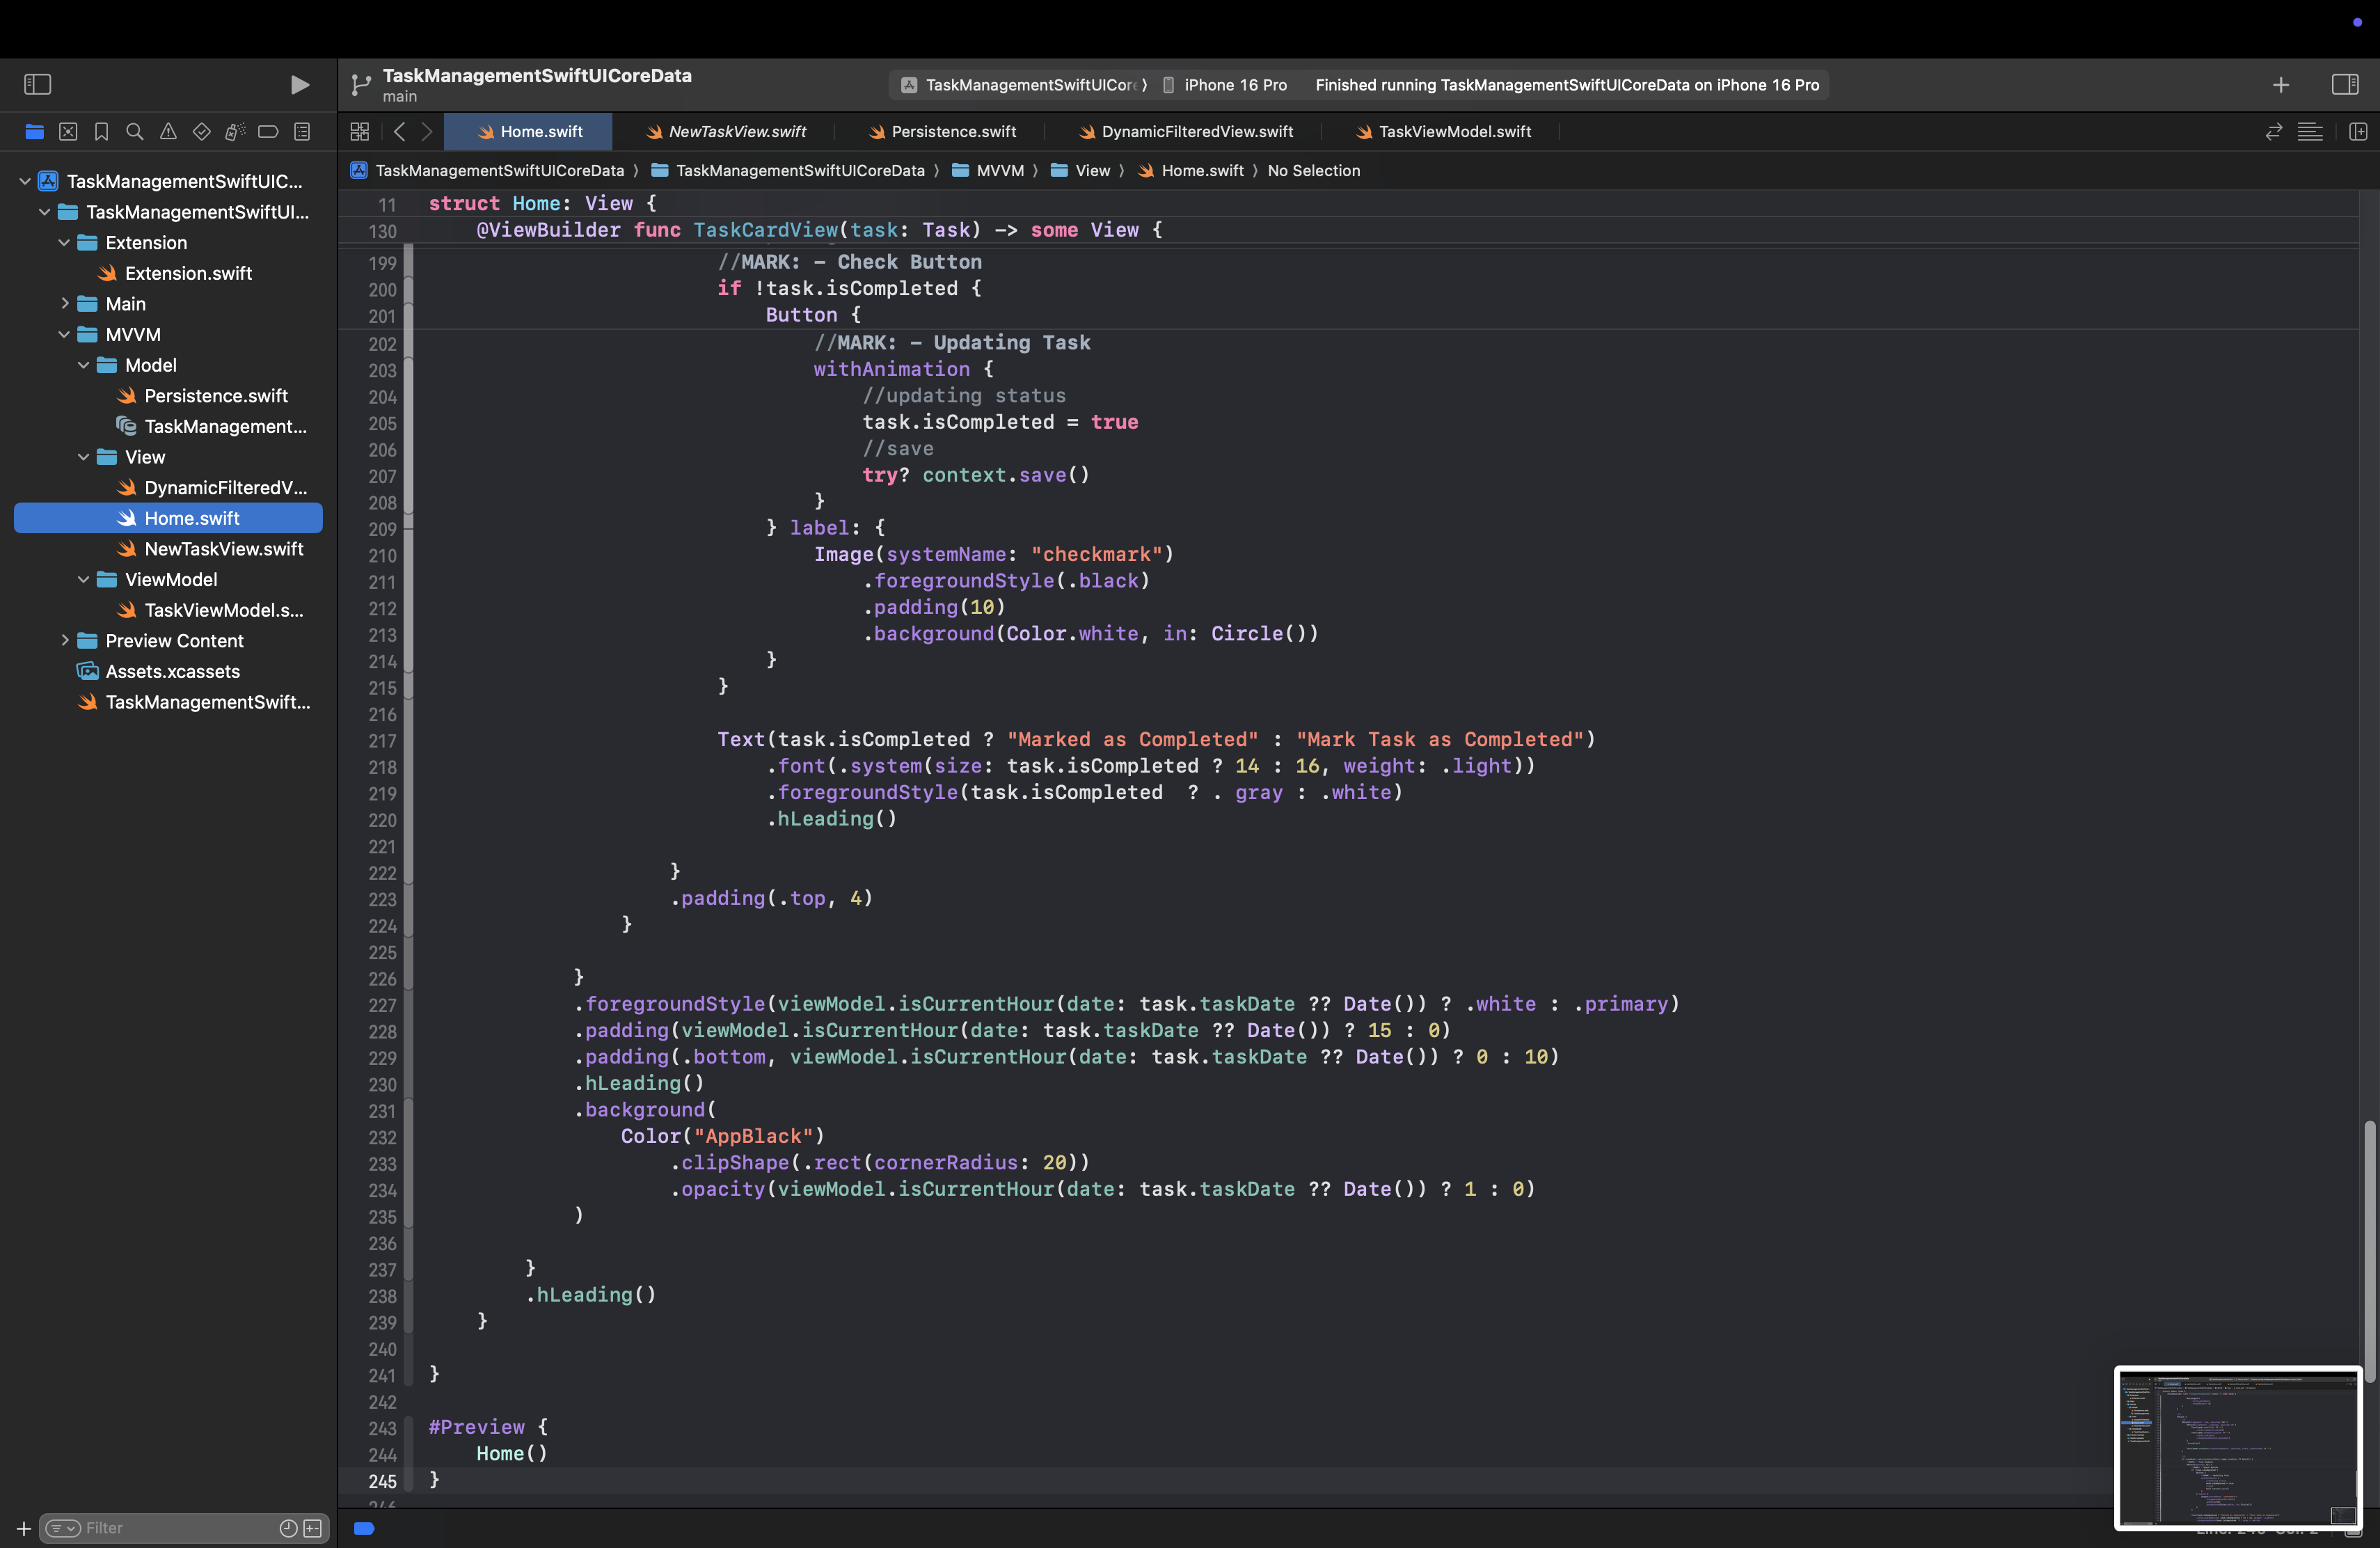 TaskManagementSwiftUICoreData
main
TaskManagementSwiftUICore 〉 iPhone 16 Pro
Finished running TaskManagementSwiftUICoreData on iPhone 16 Pro
Home.swift
NewTaskView.swift
Persistence.swift
DynamicFilteredView.swift
TaskViewModel.swift
TaskManagementSwiftUICoreData 〉 TaskManagementSwiftUICoreData 〉 MVVM 〉 View 〉 Home.swift 〉 No Selection
TaskManagementSwiftUIC...
TaskManagementSwiftUI...
Extension
Extension.swift
Main
MVVM
Model
Persistence.swift
TaskManagement...
View
DynamicFilteredV...
Home.swift
NewTaskView.swift
ViewModel
TaskViewModel.s...
Preview Content
Assets.xcassets
TaskManagementSwift...
Filter
11 struct Home: View {
130 @ViewBuilder func TaskCardView(task: Task) -> some View {
199 //MARK: - Check Button
200 if !task.isCompleted {
201 Button {
202 //MARK: - Updating Task
203 withAnimation {
204 //updating status
205 task.isCompleted = true
206 //save
207 try? context.save()
208 }
209 } label: {
210 Image(systemName: "checkmark")
211 .foregroundStyle(.black)
212 .padding(10)
213 .background(Color.white, in: Circle())
214 }
215 }
216
217 Text(task.isCompleted ? "Marked as Completed" : "Mark Task as Completed")
218 .font(.system(size: task.isCompleted ? 14 : 16, weight: .light))
219 .foregroundStyle(task.isCompleted  ? . gray : .white)
220 .hLeading()
221
222 }
223 .padding(.top, 4)
224 }
225
226 }
227 .foregroundStyle(viewModel.isCurrentHour(date: task.taskDate ?? Date()) ? .white : .primary)
228 .padding(viewModel.isCurrentHour(date: task.taskDate ?? Date()) ? 15 : 0)
229 .padding(.bottom, viewModel.isCurrentHour(date: task.taskDate ?? Date()) ? 0 : 10)
230 .hLeading()
231 .background(
232 Color("AppBlack")
233 .clipShape(.rect(cornerRadius: 20))
234 .opacity(viewModel.isCurrentHour(date: task.taskDate ?? Date()) ? 1 : 0)
235 )
236
237 }
238 .hLeading()
239 }
240
241 }
242
243 #Preview {
244 Home()
245 }